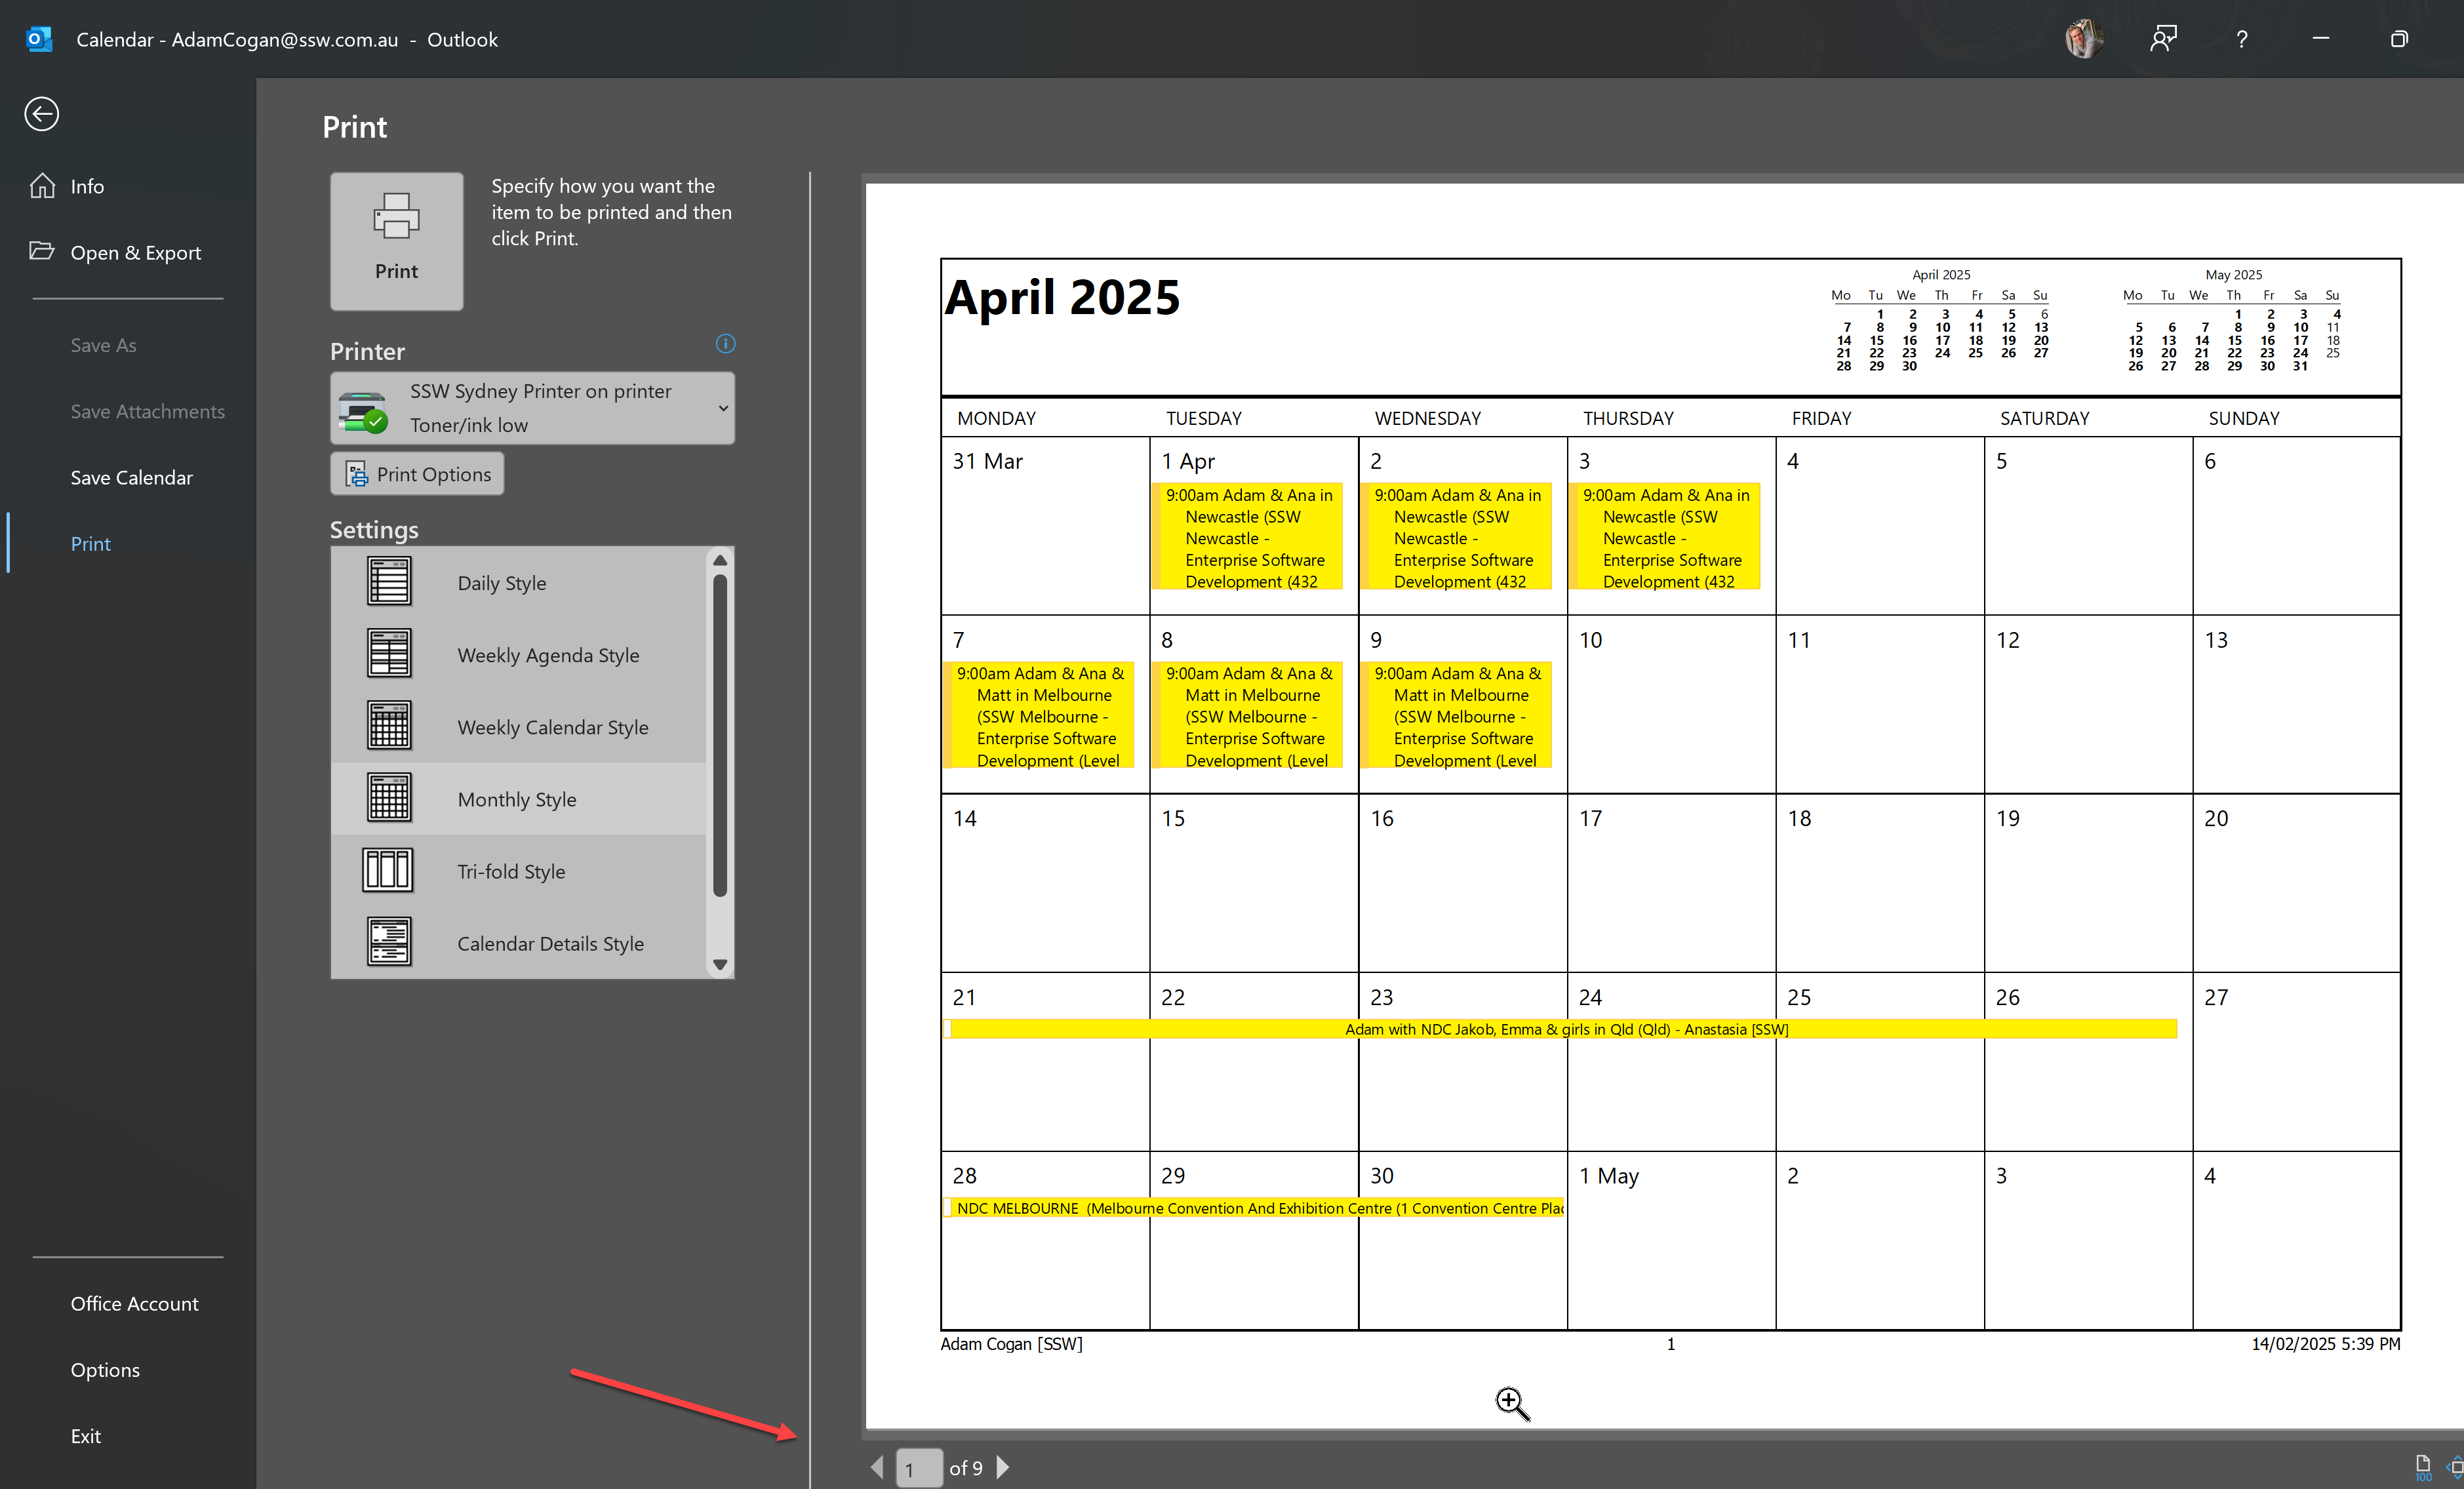 Calendar - AdamCogan@ssw.com.au - Outlook
?
Info
Open & Export
Save As
Save Attachments
Save Calendar
Print
Office Account
Options
Exit
Print
Print
Specify how you want the
item to be printed and then
click Print.
Printer
SSW Sydney Printer on printer
Toner/ink low
Print Options
Settings
Daily Style
Weekly Agenda Style
Weekly Calendar Style
Monthly Style
Tri-fold Style
Calendar Details Style
April 2025
April 2025
Mo Tu We Th Fr Sa Su
1 2 3 4 5 6
7 8 9 10 11 12 13
14 15 16 17 18 19 20
21 22 23 24 25 26 27
28 29 30
May 2025
Mo Tu We Th Fr Sa Su
1 2 3 4
5 6 7 8 9 10 11
12 13 14 15 16 17 18
19 20 21 22 23 24 25
26 27 28 29 30 31
MONDAY TUESDAY WEDNESDAY THURSDAY FRIDAY SATURDAY SUNDAY
31 Mar
1 Apr
9:00am Adam & Ana in
Newcastle (SSW
Newcastle -
Enterprise Software
Development (432
2
9:00am Adam & Ana in
Newcastle (SSW
Newcastle -
Enterprise Software
Development (432
3
9:00am Adam & Ana in
Newcastle (SSW
Newcastle -
Enterprise Software
Development (432
4
5
6
7
9:00am Adam & Ana &
Matt in Melbourne
(SSW Melbourne -
Enterprise Software
Development (Level
8
9:00am Adam & Ana &
Matt in Melbourne
(SSW Melbourne -
Enterprise Software
Development (Level
9
9:00am Adam & Ana &
Matt in Melbourne
(SSW Melbourne -
Enterprise Software
Development (Level
10
11
12
13
14 15 16 17 18 19 20
21 22 23 24 25 26 27
Adam with NDC Jakob, Emma & girls in Qld (Qld) - Anastasia [SSW]
28 29 30 1 May 2 3 4
NDC MELBOURNE (Melbourne Convention And Exhibition Centre (1 Convention Centre Plac
Adam Cogan [SSW] 1 14/02/2025 5:39 PM
1 of 9
100